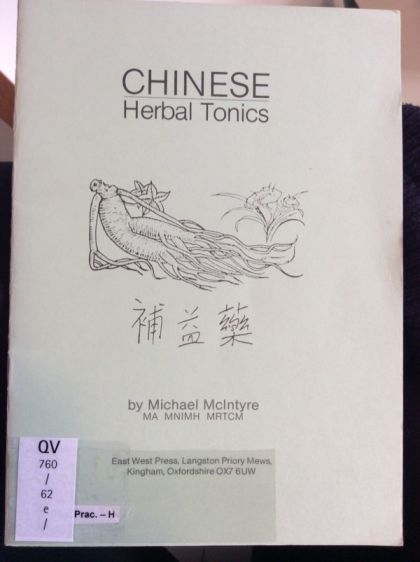 CHINESE
Herbal Tonics
補益藥
by Michael McIntyre
MA MNIMH MRTCM
East West Press, Langston Priory Mews,
Kingham, Oxfordshire OX7 6UW
QV
760
/
62
e
/
Prac. – H